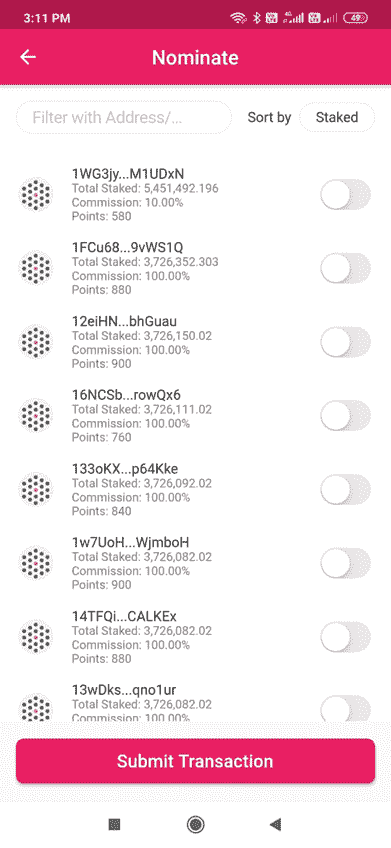 3:11 PM
49
Nominate
Filter with Address/...
Sort by
Staked
1WG3jy...M1UDxN
Total Staked: 5,451,492.196
Commission: 10.00%
Points: 580
1FCu68...9vWS1Q
Total Staked: 3,726,352.303
Commission: 100.00%
Points: 880
12eiHN...bhGuau
Total Staked: 3,726,150.02
Commission: 100.00%
Points: 900
16NCSb...rowQx6
Total Staked: 3,726,111.02
Commission: 100.00%
Points: 760
133oKX...p64Kke
Total Staked: 3,726,092.02
Commission: 100.00%
Points: 840
1w7UoH...WjmboH
Total Staked: 3,726,082.02
Commission: 100.00%
Points: 900
14TFQi...CALKEx
Total Staked: 3,726,082.02
Commission: 100.00%
Points: 880
13wDks...qno1ur
Total Staked: 3,726,082.02
Commission: 100.00%
Submit Transaction